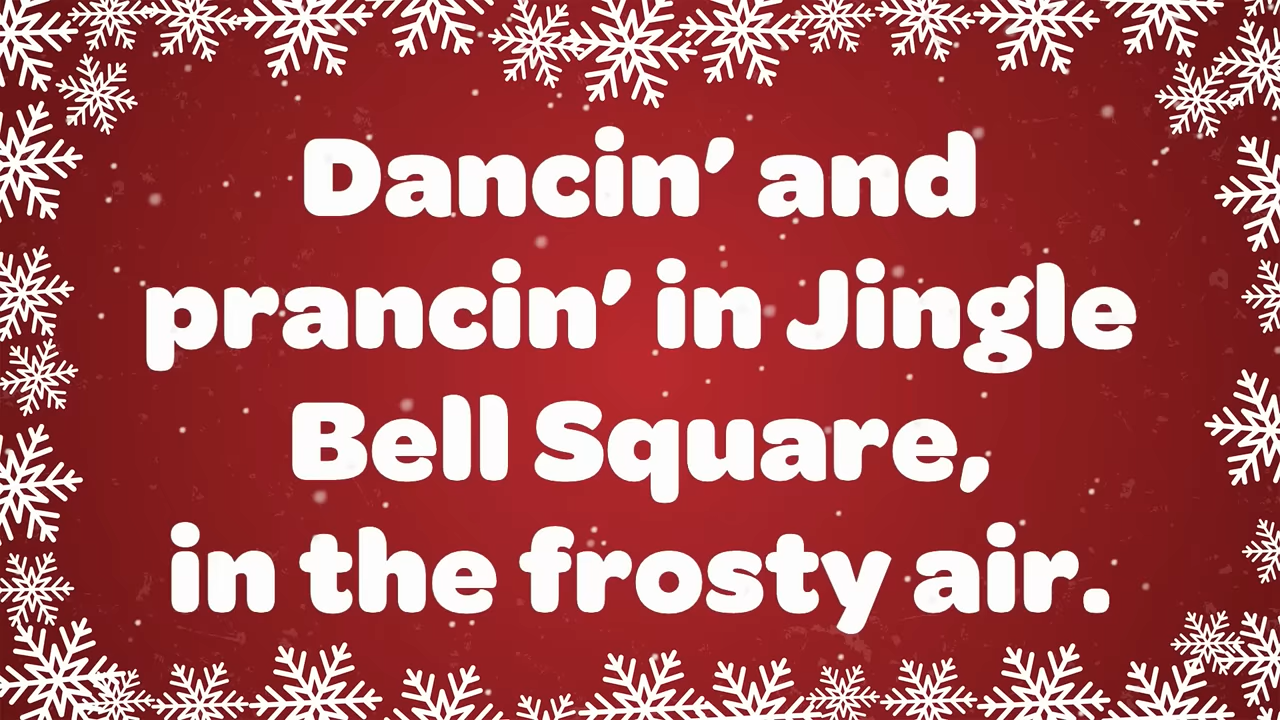 Dancin’ and
prancin’ in Jingle
Bell Square,
in the frosty air.